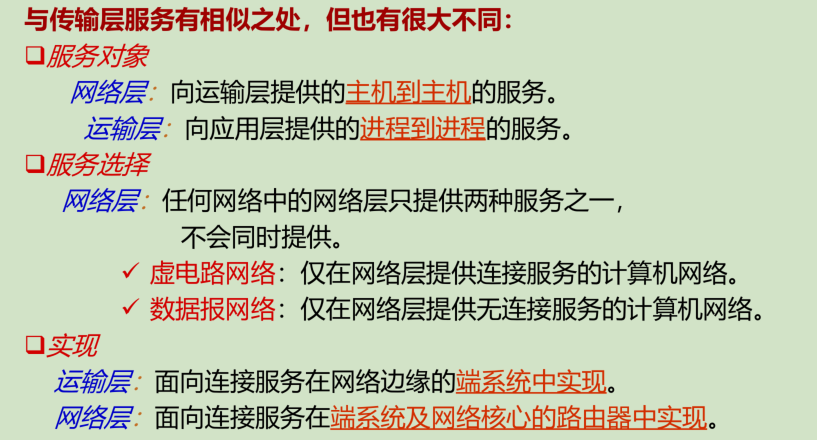 与传输层服务有相似之处，但也有很大不同：
❑服务对象
网络层：向运输层提供的主机到主机的服务。
运输层：向应用层提供的进程到进程的服务。
❑服务选择
网络层：任何网络中的网络层只提供两种服务之一，
不会同时提供。
✓ 虚电路网络：仅在网络层提供连接服务的计算机网络。
✓ 数据报网络：仅在网络层提供无连接服务的计算机网络。
❑实现
运输层：面向连接服务在网络边缘的端系统中实现。
网络层：面向连接服务在端系统及网络核心的路由器中实现。